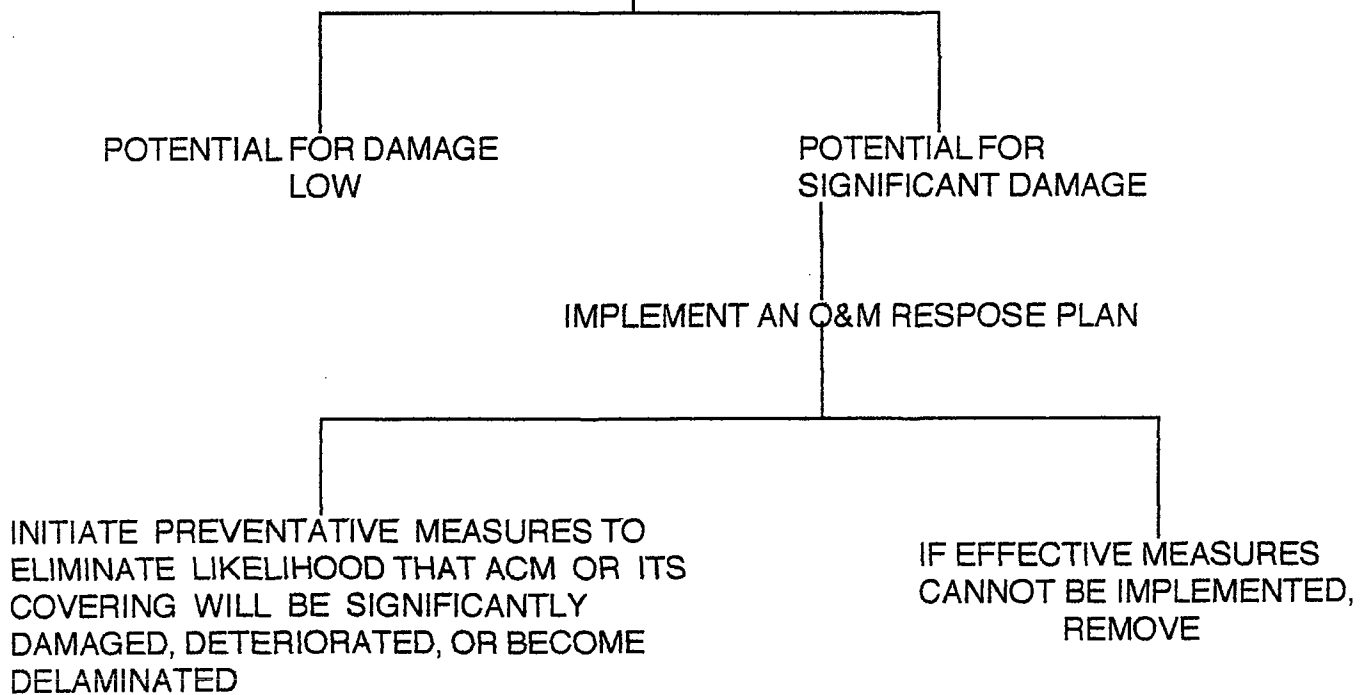 POTENTIAL FOR DAMAGE
LOW
POTENTIAL FOR
SIGNIFICANT DAMAGE
IMPLEMENT AN O&M RESPOSE PLAN
INITIATE PREVENTATIVE MEASURES TO
ELIMINATE LIKELIHOOD THAT ACM OR ITS
COVERING WILL BE SIGNIFICANTLY
DAMAGED, DETERIORATED, OR BECOME
DELAMINATED
IF EFFECTIVE MEASURES
CANNOT BE IMPLEMENTED,
REMOVE